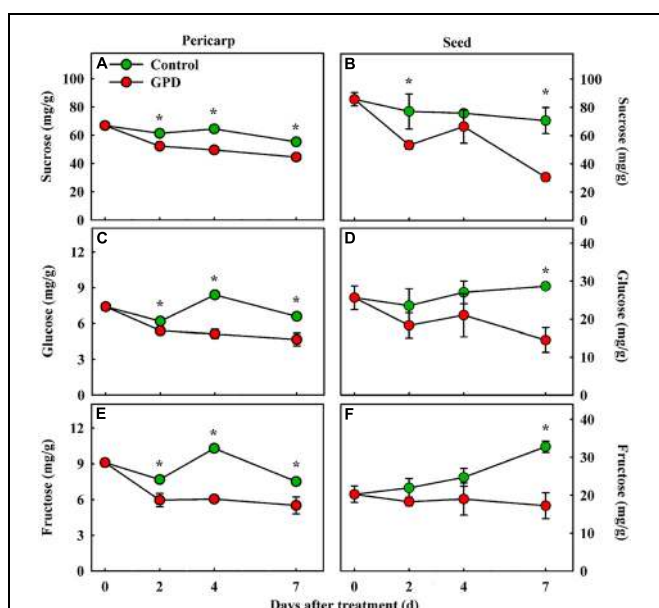 Pericarp Seed
A Control
GPD
B
* * *
* *
Sucrose (mg/g)
100
80
60
40
20
0
100
80
60
40
20
0
Sucrose (mg/g)
C
D
* * *
*
Glucose (mg/g)
12
9
6
3
0
40
30
20
10
0
Glucose (mg/g)
E
F
* * *
*
Fructose (mg/g)
12
9
6
3
0
40
30
20
10
0
Fructose (mg/g)
0 2 4 7 0 2 4 7
Days after treatment (d)